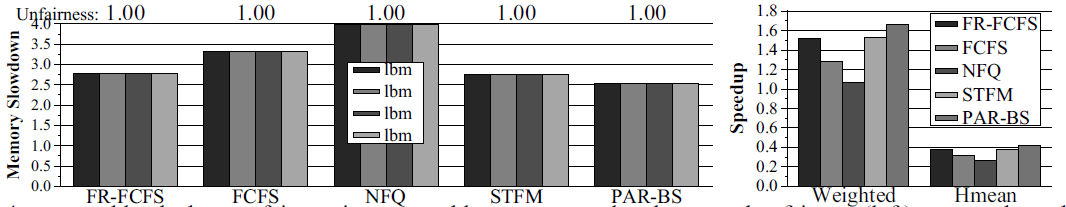 Unfairness: 1.00 1.00 1.00 1.00 1.00
Memory Slowdown
4.0
3.5
3.0
2.5
2.0
1.5
1.0
0.5
0.0
lbm
lbm
lbm
lbm
FR-FCFS FCFS NFQ STFM PAR-BS
Speedup
1.8
1.6
1.4
1.2
1.0
0.8
0.6
0.4
0.2
0.0
FR-FCFS
FCFS
NFQ
STFM
PAR-BS
Weighted Hmean